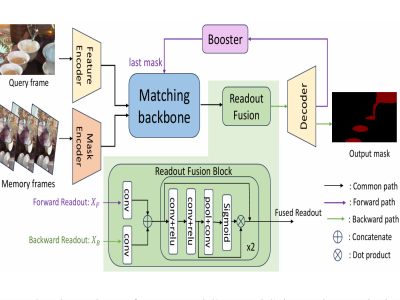 Booster
last mask
Feature
Encoder
Query frame
Matching
backbone
Readout
Fusion
Decoder
Mask
Encoder
Memory frames
Output mask
Readout Fusion Block
Forward Readout: X_F
Backward Readout: X_B
conv
conv
conv+relu
conv+relu
pool+conv
Sigmoid
x2
Fused Readout
: Common path
: Forward path
: Backward path
: Concatenate
: Dot product